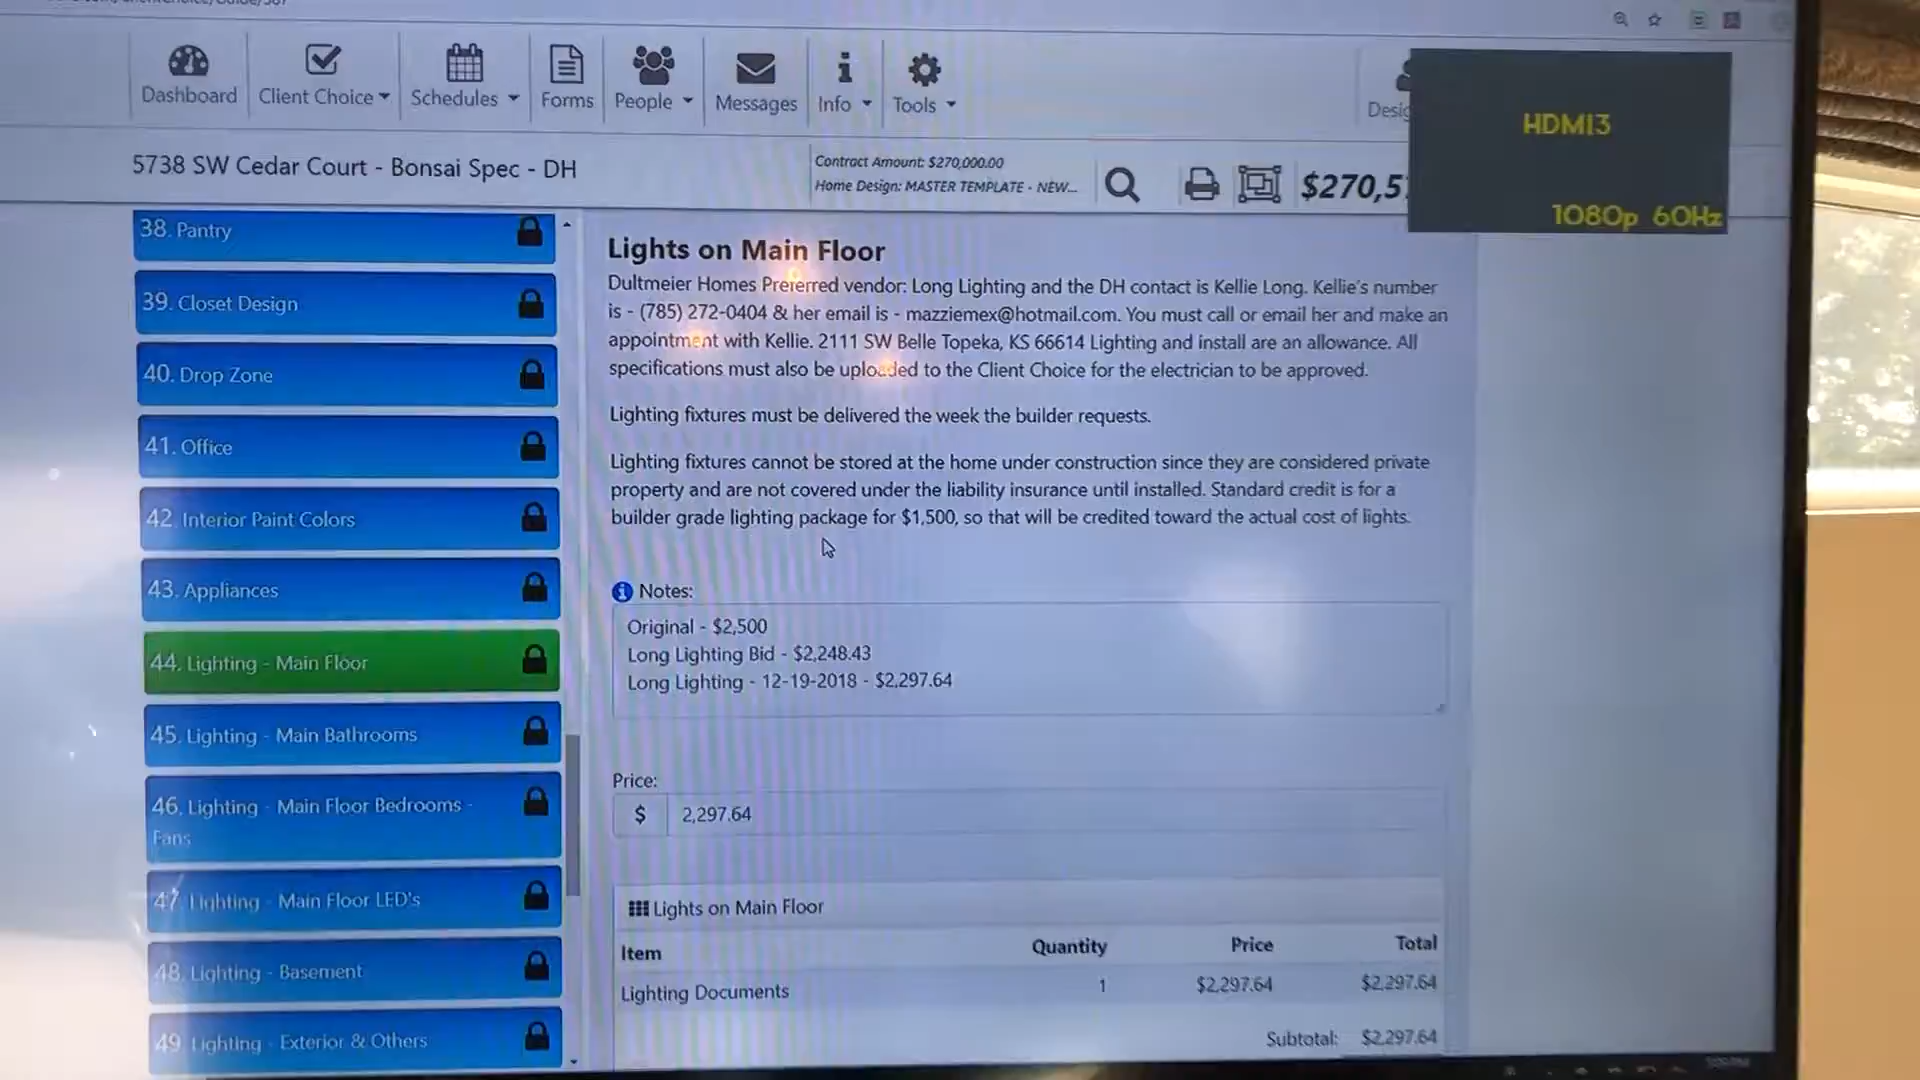 Dashboard
Client Choice
Schedules
Forms
People
Messages
Info
Tools
HDMI3
1080p 60Hz
5738 SW Cedar Court - Bonsai Spec - DH
Contract Amount: $270,000.00
Home Design: MASTER TEMPLATE - NEW...
38. Pantry
39. Closet Design
40. Drop Zone
41. Office
42. Interior Paint Colors
43. Appliances
44. Lighting - Main Floor
45. Lighting - Main Bathrooms
46. Lighting - Main Floor Bedrooms -
Fans
47. Lighting - Main Floor LED's
48. Lighting - Basement
49. Lighting - Exterior & Others
Lights on Main Floor
Dultmeier Homes Preferred vendor: Long Lighting and the DH contact is Kellie Long. Kellie's number
is - (785) 272-0404 & her email is - mazziemex@hotmail.com. You must call or email her and make an
appointment with Kellie. 2111 SW Belle Topeka, KS 66614 Lighting and install are an allowance. All
specifications must also be uploaded to the Client Choice for the electrician to be approved.
Lighting fixtures must be delivered the week the builder requests.
Lighting fixtures cannot be stored at the home under construction since they are considered private
property and are not covered under the liability insurance until installed. Standard credit is for a
builder grade lighting package for $1,500, so that will be credited toward the actual cost of lights.
Notes:
Original - $2,500
Long Lighting Bid - $2,248.43
Long Lighting - 12-19-2018 - $2,297.64
Price:
$ 2,297.64
Lights on Main Floor
Item Quantity Price Total
Lighting Documents 1 $2,297.64 $2,297.64
Subtotal: $2,297.64